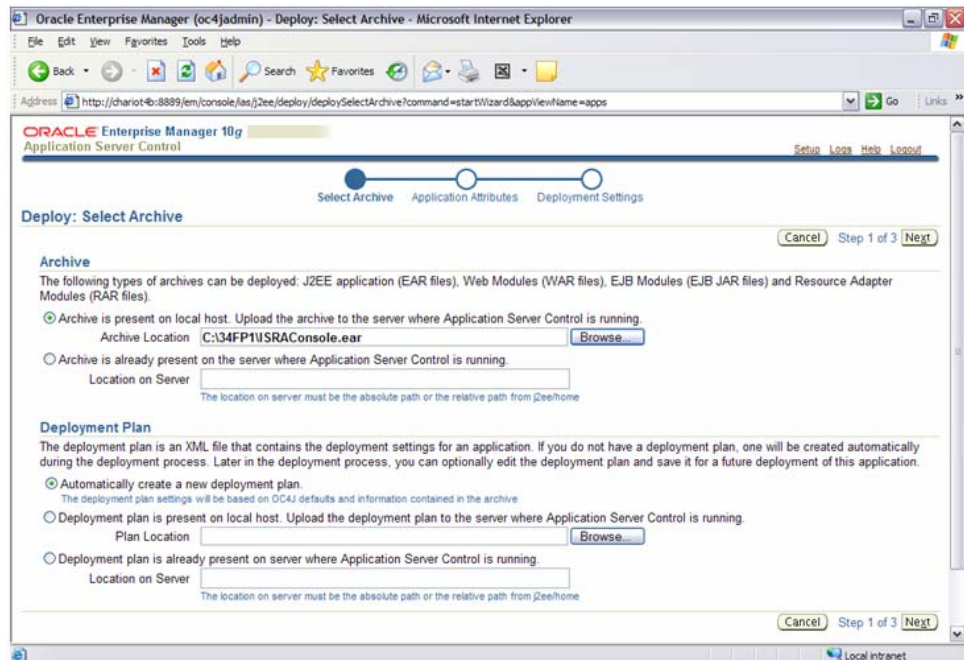 Oracle Enterprise Manager (oc4jadmin) - Deploy: Select Archive - Microsoft Internet Explorer
File Edit View Favorites Tools Help
Back Search Favorites
Address http://chariot4b:8889/em/console/ias/j2ee/deploy/deploySelectArchive?command=startWizard&appViewName=apps Go Links »
ORACLE Enterprise Manager 10g
Application Server Control Setup Logs Help Logout
Select Archive Application Attributes Deployment Settings
Deploy: Select Archive
Cancel Step 1 of 3 Next
Archive
The following types of archives can be deployed: J2EE application (EAR files), Web Modules (WAR files), EJB Modules (EJB JAR files) and Resource Adapter
Modules (RAR files).
Archive is present on local host. Upload the archive to the server where Application Server Control is running.
Archive Location C:\34FP1\ISRAConsole.ear Browse...
Archive is already present on the server where Application Server Control is running.
Location on Server
The location on server must be the absolute path or the relative path from j2ee/home
Deployment Plan
The deployment plan is an XML file that contains the deployment settings for an application. If you do not have a deployment plan, one will be created automatically
during the deployment process. Later in the deployment process, you can optionally edit the deployment plan and save it for a future deployment of this application.
Automatically create a new deployment plan.
The deployment plan settings will be based on OC4J defaults and information contained in the archive
Deployment plan is present on local host. Upload the deployment plan to the server where Application Server Control is running.
Plan Location Browse...
Deployment plan is already present on server where Application Server Control is running.
Location on Server
The location on server must be the absolute path or the relative path from j2ee/home
Cancel Step 1 of 3 Next
Local intranet